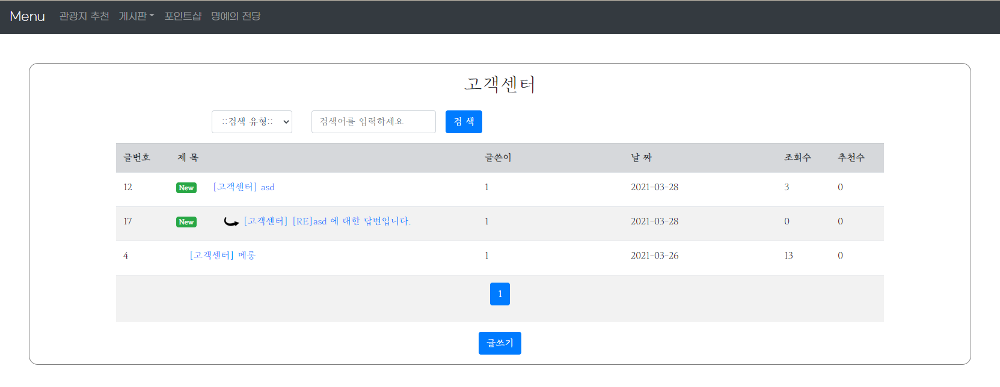 Menu 관광지 추천 게시판 포인트샵 명예의 전당
고객센터
::검색 유형:: 검색어를 입력하세요 검 색
글번호 제 목 글쓴이 날 짜 조회수 추천수
12 New [고객센터] asd 1 2021-03-28 3 0
17 New [고객센터] [RE]asd 에 대한 답변입니다. 1 2021-03-28 0 0
4 [고객센터] 메롱 1 2021-03-26 13 0
1
글쓰기